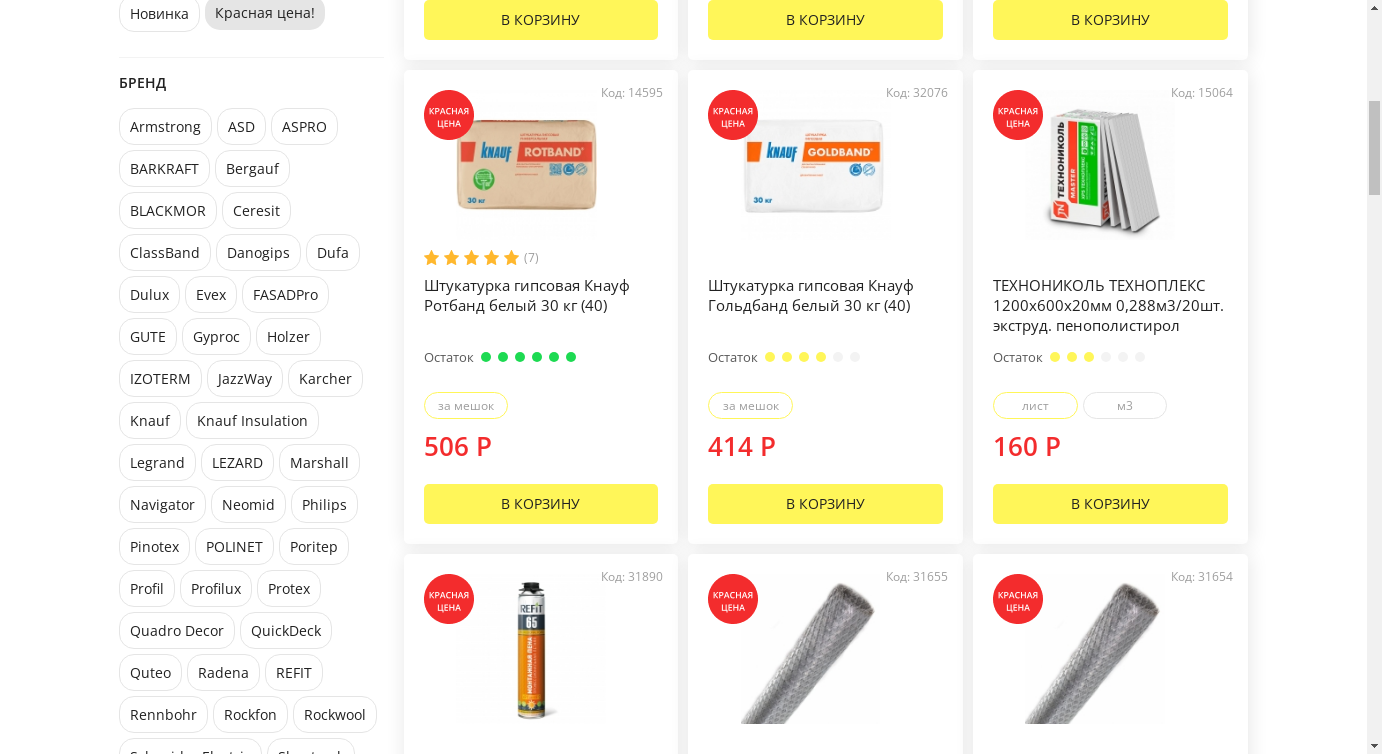 Новинка
Красная цена!
БРЕНД
Armstrong
ASD
ASPRO
BARKRAFT
Bergauf
BLACKMOR
Ceresit
ClassBand
Danogips
Dufa
Dulux
Evex
FASADPro
GUTE
Gyproc
Holzer
IZOTERM
JazzWay
Karcher
Knauf
Knauf Insulation
Legrand
LEZARD
Marshall
Navigator
Neomid
Philips
Pinotex
POLINET
Poritep
Profil
Profilux
Protex
Quadro Decor
QuickDeck
Quteo
Radena
REFIT
Rennbohr
Rockfon
Rockwool
В КОРЗИНУ
В КОРЗИНУ
В КОРЗИНУ
Код: 14595
КРАСНАЯ
ЦЕНА
KNAUF
ROTBAND
30 кг
(7)
Штукатурка гипсовая Кнауф
Ротбанд белый 30 кг (40)
Остаток
за мешок
506 Р
В КОРЗИНУ
Код: 32076
КРАСНАЯ
ЦЕНА
KNAUF
GOLDBAND
30 кг
Штукатурка гипсовая Кнауф
Гольдбанд белый 30 кг (40)
Остаток
за мешок
414 Р
В КОРЗИНУ
Код: 15064
КРАСНАЯ
ЦЕНА
ТЕХНОНИКОЛЬ
MASTER
ТЕХНОНИКОЛЬ ТЕХНОПЛЕКС
1200х600х20мм 0,288м3/20шт.
экструд. пенополистирол
Остаток
лист
м3
160 Р
В КОРЗИНУ
Код: 31890
КРАСНАЯ
ЦЕНА
REFIT
65
МОНТАЖНАЯ ПЕНА
Код: 31655
КРАСНАЯ
ЦЕНА
Код: 31654
КРАСНАЯ
ЦЕНА